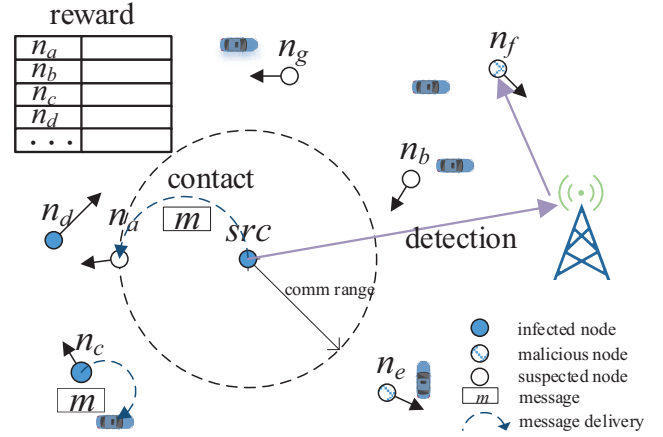 reward
n_a
n_b
n_c
n_d
. . .
n_g
n_f
n_b
contact
m
n_d
n_a
src
detection
comm range
n_c
m
n_e
infected node
malicious node
suspected node
m message
message delivery